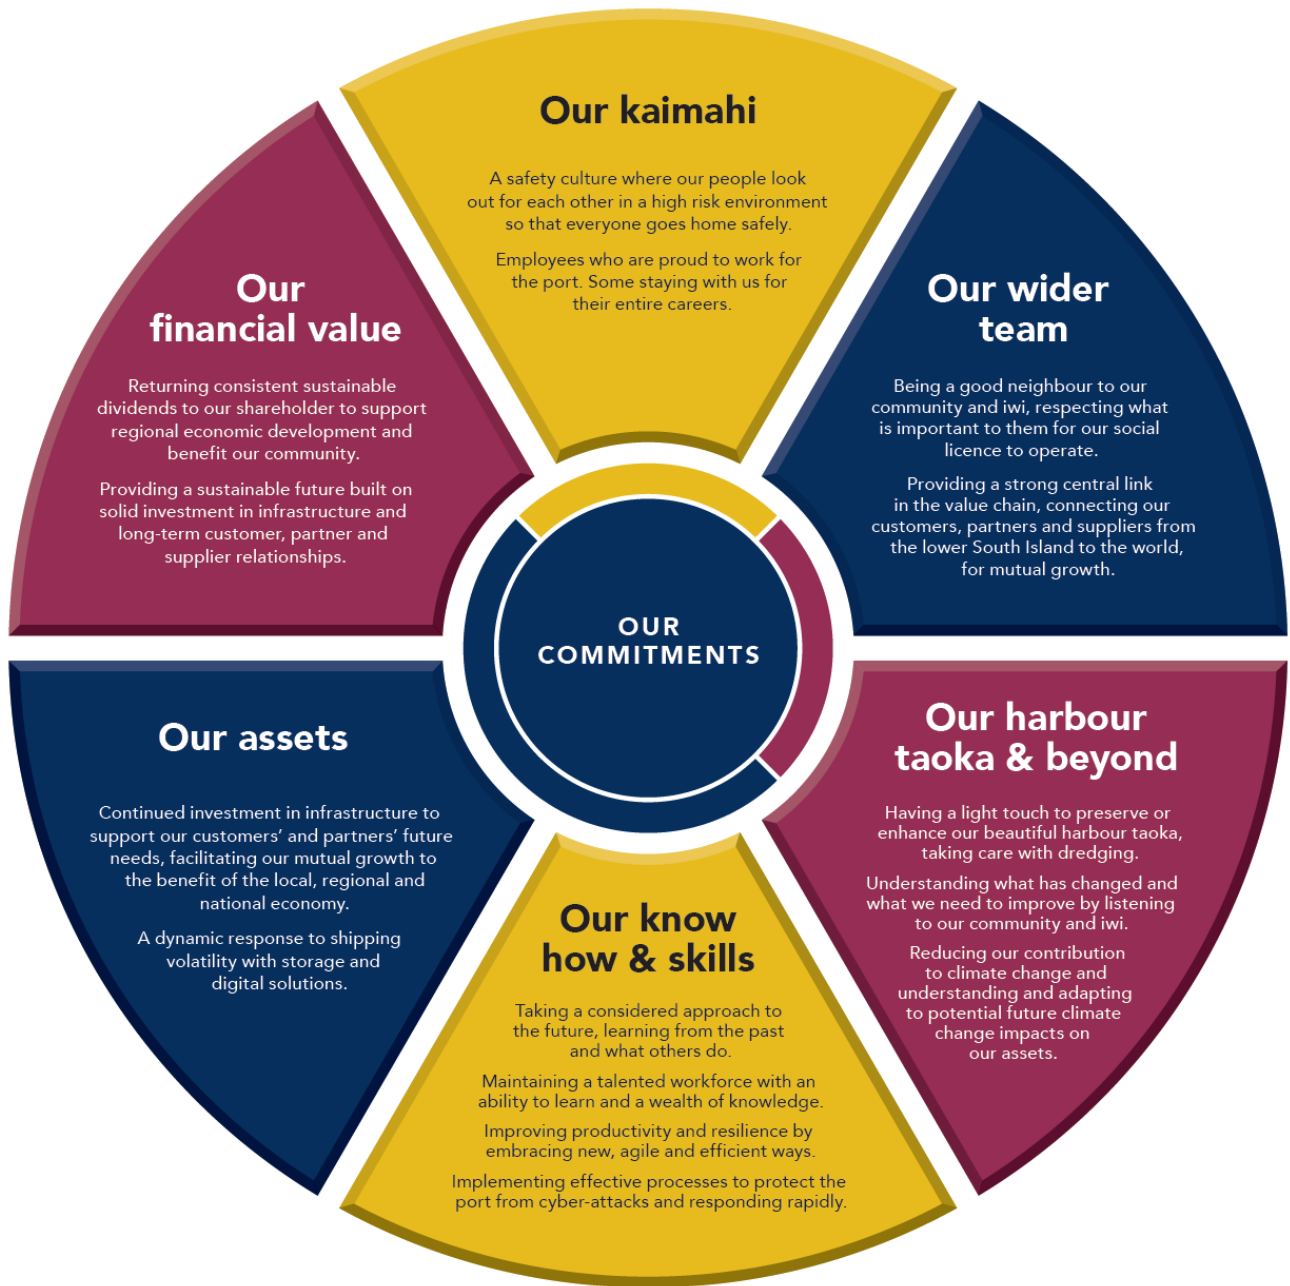 Our kaimahi
A safety culture where our people look
out for each other in a high risk environment
so that everyone goes home safely.
Employees who are proud to work for
the port. Some staying with us for
their entire careers.
Our wider
team
Being a good neighbour to our
community and iwi, respecting what
is important to them for our social
licence to operate.
Providing a strong central link
in the value chain, connecting our
customers, partners and suppliers from
the lower South Island to the world,
for mutual growth.
Our harbour
taoka & beyond
Having a light touch to preserve or
enhance our beautiful harbour taoka,
taking care with dredging.
Understanding what has changed and
what we need to improve by listening
to our community and iwi.
Reducing our contribution
to climate change and
understanding and adapting
to potential future climate
change impacts on
our assets.
Our know
how & skills
Taking a considered approach to
the future, learning from the past
and what others do.
Maintaining a talented workforce with an
ability to learn and a wealth of knowledge.
Improving productivity and resilience by
embracing new, agile and efficient ways.
Implementing effective processes to protect the
port from cyber-attacks and responding rapidly.
Our assets
Continued investment in infrastructure to
support our customers’ and partners’ future
needs, facilitating our mutual growth to
the benefit of the local, regional and
national economy.
A dynamic response to shipping
volatility with storage and
digital solutions.
Our
financial value
Returning consistent sustainable
dividends to our shareholder to support
regional economic development and
benefit our community.
Providing a sustainable future built on
solid investment in infrastructure and
long-term customer, partner and
supplier relationships.
OUR
COMMITMENTS